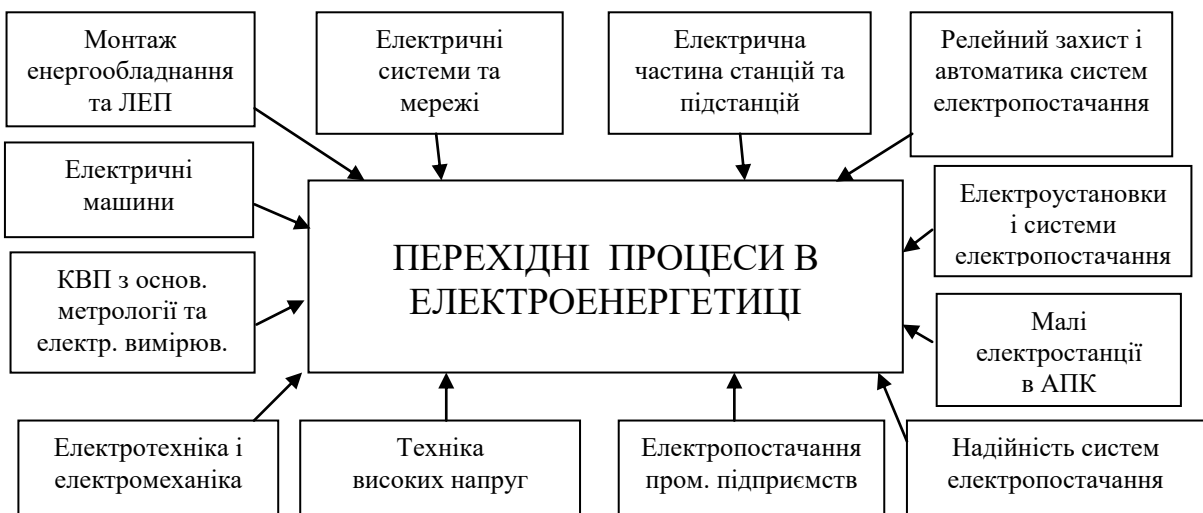 Монтаж
енергообладнання
та ЛЕП
Електричні
системи та
мережі
Електрична
частина станцій та
підстанцій
Релейний захист і
автоматика систем
електропостачання
Електричні
машини
Електроустановки
і системи
електропостачання
ПЕРЕХІДНІ ПРОЦЕСИ В
ЕЛЕКТРОЕНЕРГЕТИЦІ
КВП з основ.
метрології та
електр. вимірюв.
Малі
електростанції
в АПК
Електротехніка і
електромеханіка
Техніка
високих напруг
Електропостачання
пром. підприємств
Надійність систем
електропостачання